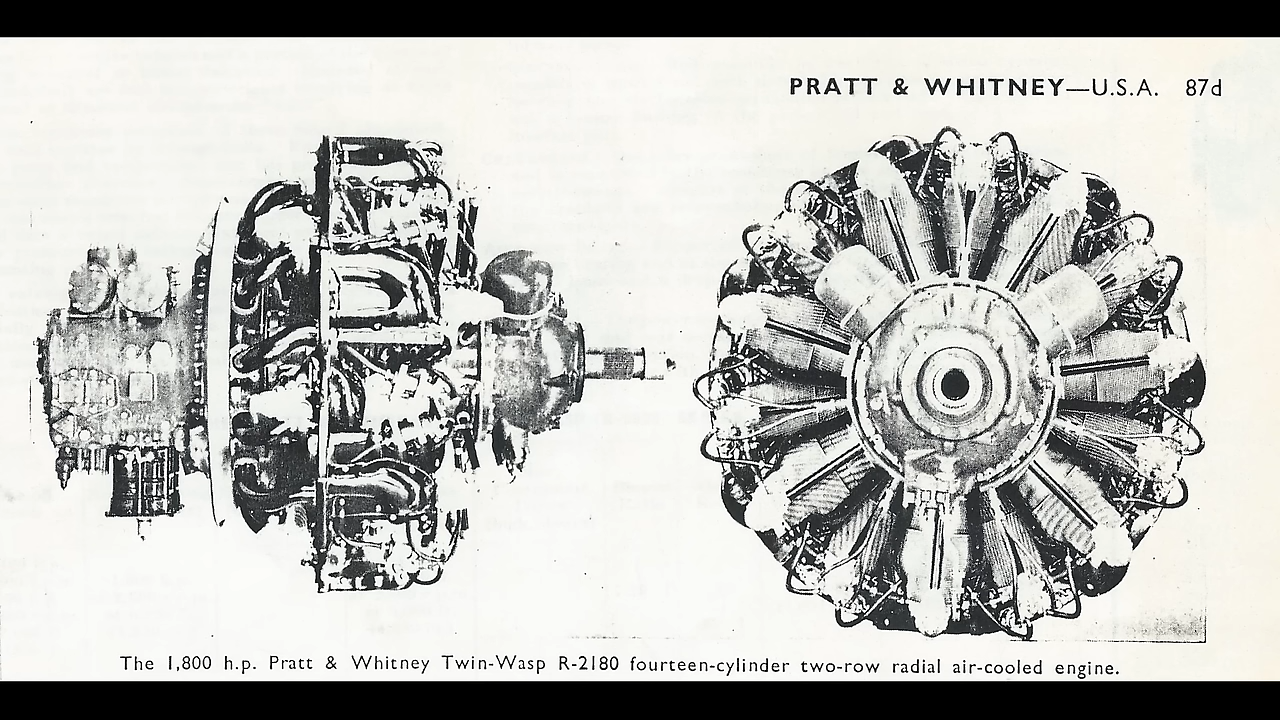 PRATT & WHITNEY—U.S.A. 87d
The 1,800 h.p. Pratt & Whitney Twin-Wasp R-2180 fourteen-cylinder two-row radial air-cooled engine.